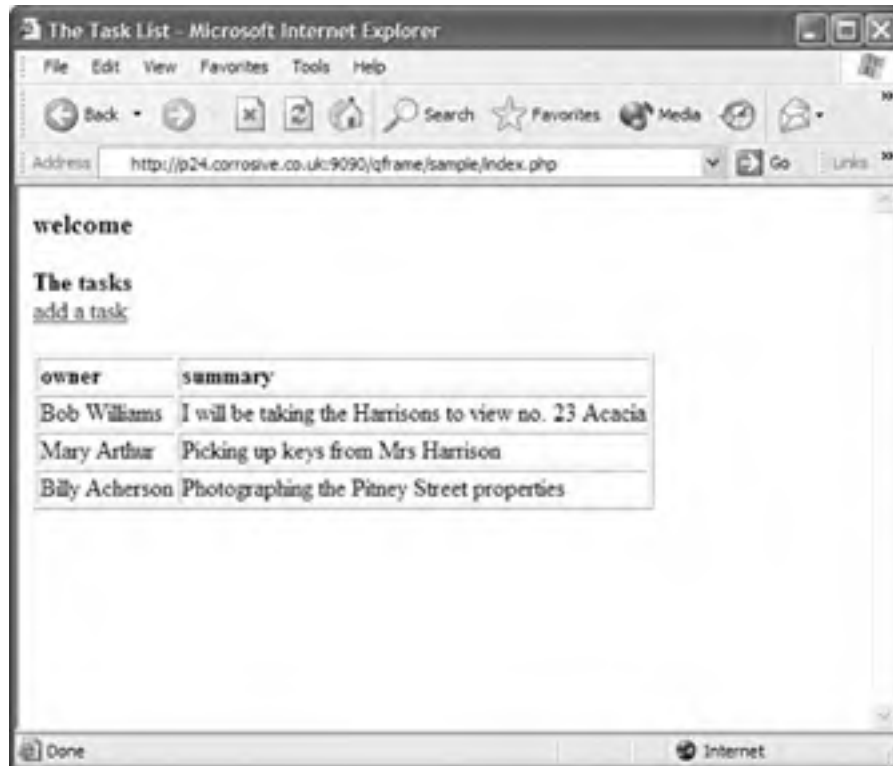 The Task List - Microsoft Internet Explorer
File Edit View Favorites Tools Help
Back Search Favorites Media »
Address http://p24.corrosive.co.uk:9090/qframe/sample/index.php Go Links »
welcome
The tasks
add a task
owner summary
Bob Williams I will be taking the Harrisons to view no. 23 Acacia
Mary Arthur Picking up keys from Mrs Harrison
Billy Acherson Photographing the Pitney Street properties
Done Internet